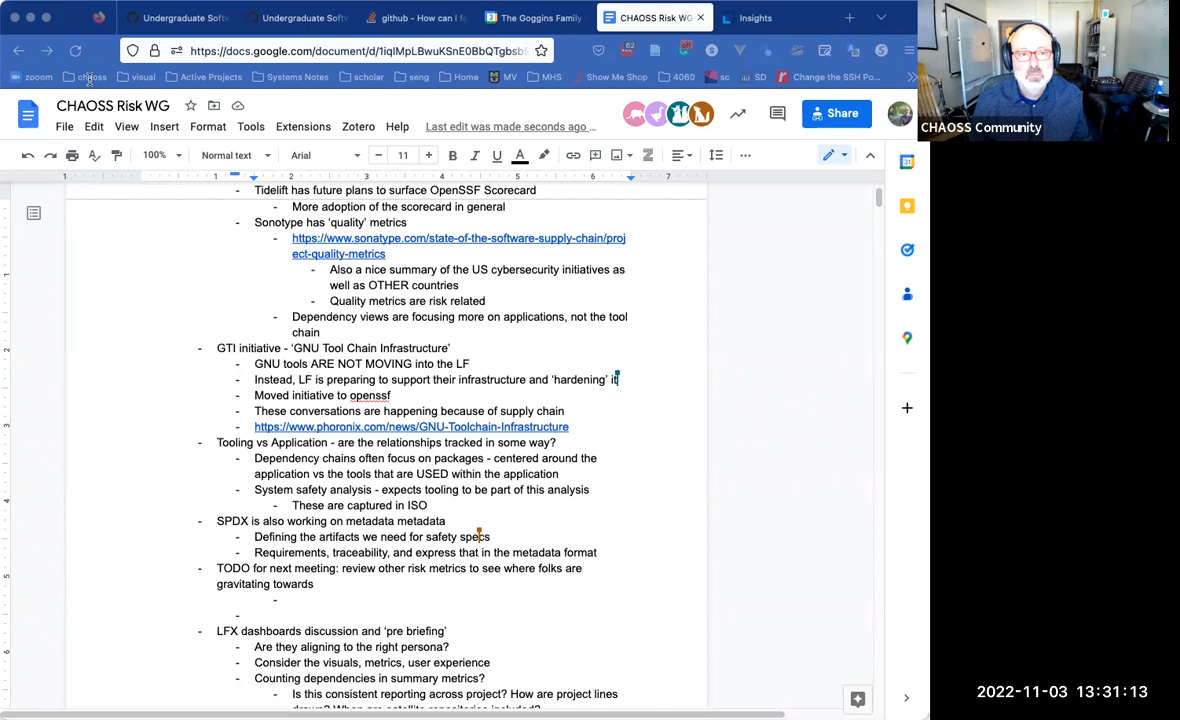 Undergraduate Softw
Undergraduate Softw
github - How can I fo
The Goggins Family
CHAOSS Risk WG
Insights
https://docs.google.com/document/d/1iqIMpLBwuKSnE0BbQTgbsbS
62
off
zooom
chaoss
visual
Active Projects
Systems Notes
scholar
seng
Home
MV
MHS
Show Me Shop
4060
sc
SD
Change the SSH Po...
CHAOSS Risk WG
File Edit View Insert Format Tools Extensions Zotero Help
Last edit was made seconds ago ...
Share
100%
Normal text
Arial
11
CHAOSS Community
- Tidelift has future plans to surface OpenSSF Scorecard
- More adoption of the scorecard in general
- Sonotype has ‘quality’ metrics
- https://www.sonatype.com/state-of-the-software-supply-chain/proj
ect-quality-metrics
- Also a nice summary of the US cybersecurity initiatives as
well as OTHER countries
- Quality metrics are risk related
- Dependency views are focusing more on applications, not the tool
chain
- GTI initiative - ‘GNU Tool Chain Infrastructure’
- GNU tools ARE NOT MOVING into the LF
- Instead, LF is preparing to support their infrastructure and ‘hardening’ it
- Moved initiative to openssf
- These conversations are happening because of supply chain
- https://www.phoronix.com/news/GNU-Toolchain-Infrastructure
- Tooling vs Application - are the relationships tracked in some way?
- Dependency chains often focus on packages - centered around the
application vs the tools that are USED within the application
- System safety analysis - expects tooling to be part of this analysis
- These are captured in ISO
- SPDX is also working on metadata metadata
- Defining the artifacts we need for safety specs
- Requirements, traceability, and express that in the metadata format
- TODO for next meeting: review other risk metrics to see where folks are
gravitating towards
-
-
- LFX dashboards discussion and ‘pre briefing’
- Are they aligning to the right persona?
- Consider the visuals, metrics, user experience
- Counting dependencies in summary metrics?
- Is this consistent reporting across project? How are project lines
drawn? When are satellite repositories included?
2022-11-03 13:31:13